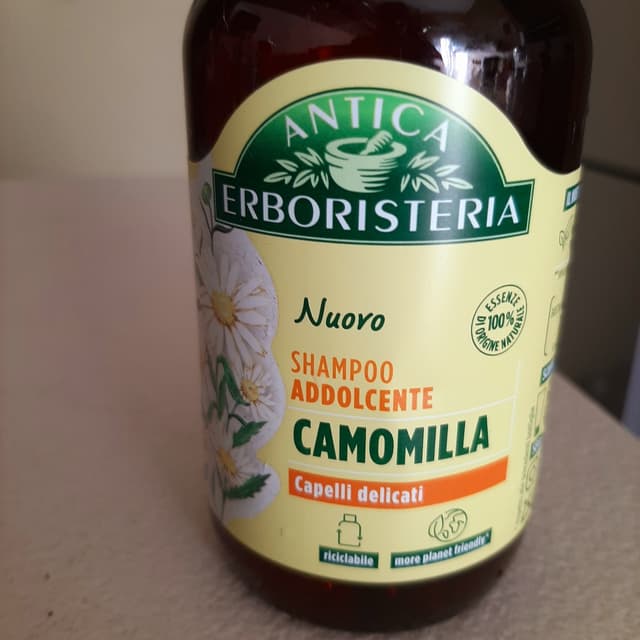 ANTICA
ERBORISTERIA
Nuovo
ESSENZE
100%
DI ORIGINE NATURALE
SHAMPOO
ADDOLCENTE
CAMOMILLA
Capelli delicati
riciclabile
more planet friendly*